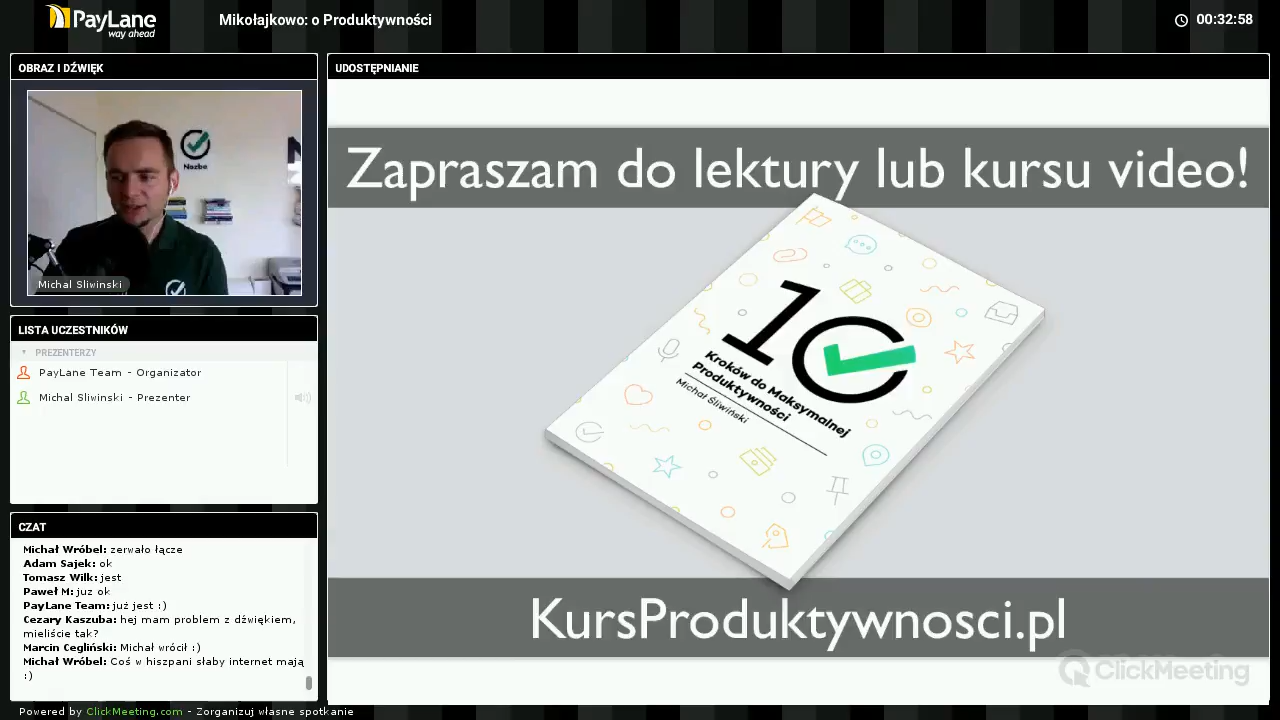 PayLane
way ahead
Mikołajkowo: o Produktywności
00:32:58
OBRAZ I DŹWIĘK
Nozbe
Michal Sliwinski
LISTA UCZESTNIKÓW
PREZENTERZY
PayLane Team - Organizator
Michal Sliwinski - Prezenter
CZAT
Michał Wróbel: zerwało łącze
Adam Sajek: ok
Tomasz Wilk: jest
Paweł M: juz ok
PayLane Team: już jest :)
Cezary Kaszuba: hej mam problem z dźwiękiem,
mieliście tak?
Marcin Cegliński: Michał wrócił :)
Michał Wróbel: Coś w hiszpani słaby internet mają
:)
UDOSTĘPNIANIE
Zapraszam do lektury lub kursu video!
10
Kroków do Maksymalnej
Produktywności
Michał Śliwiński
KursProduktywnosci.pl
ClickMeeting
Powered by ClickMeeting.com - Zorganizuj własne spotkanie